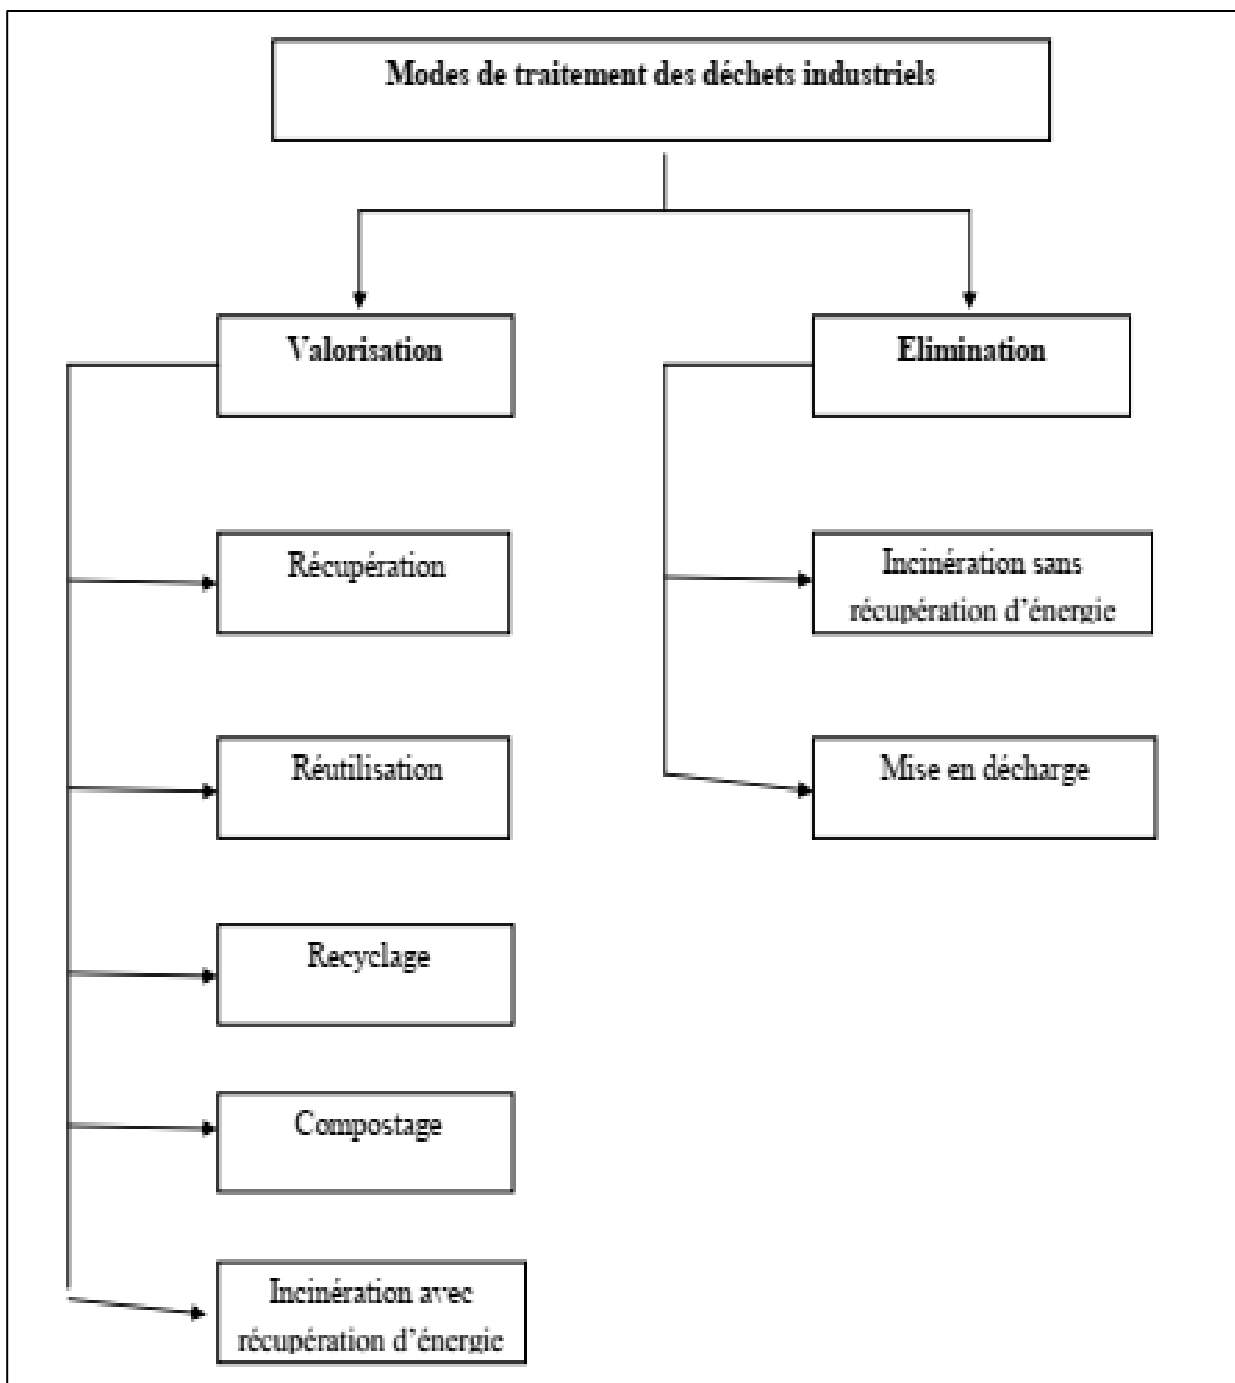 Modes de traitement des déchets industriels
Valorisation
Elimination
Récupération
Incinération sans
récupération d’énergie
Réutilisation
Mise en décharge
Recyclage
Compostage
Incinération avec
récupération d’énergie